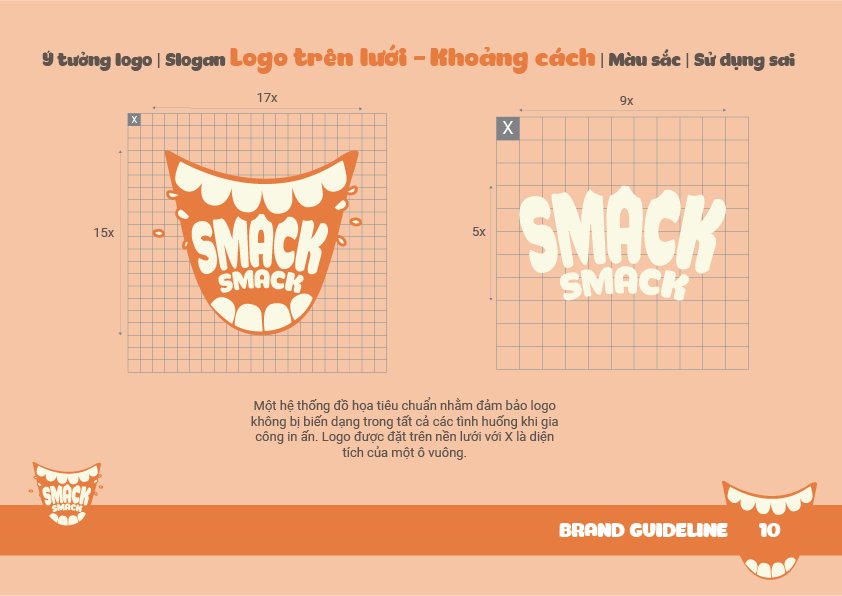 Ý tưởng logo | Slogan Logo trên lưới - Khoảng cách | Màu sắc | Sử dụng sai
17x
X
15x
SMACK
SMACK
9x
X
5x
SMACK
SMACK
Một hệ thống đồ họa tiêu chuẩn nhằm đảm bảo logo
không bị biến dạng trong tất cả các tình huống khi gia
công in ấn. Logo được đặt trên nền lưới với X là diện
tích của một ô vuông.
SMACK
SMACK
BRAND GUIDELINE 10